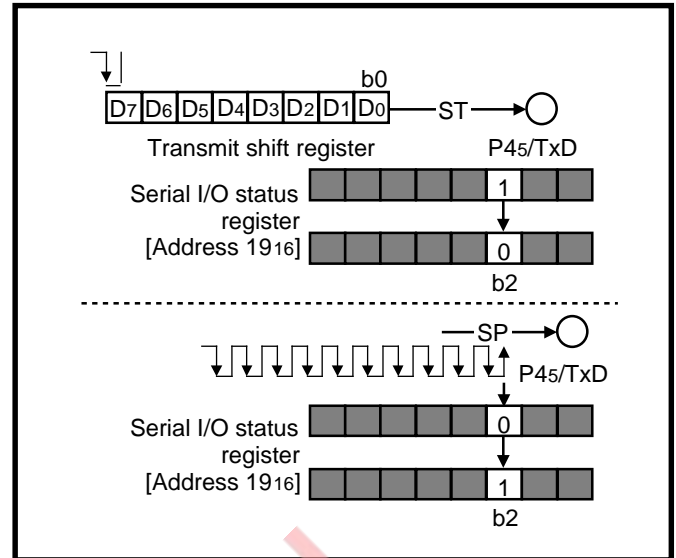 b0
D7 D6 D5 D4 D3 D2 D1 D0 ST
Transmit shift register P45/TxD
Serial I/O status
register
[Address 1916]
1
0
b2
SP
P45/TxD
Serial I/O status
register
[Address 1916]
0
1
b2